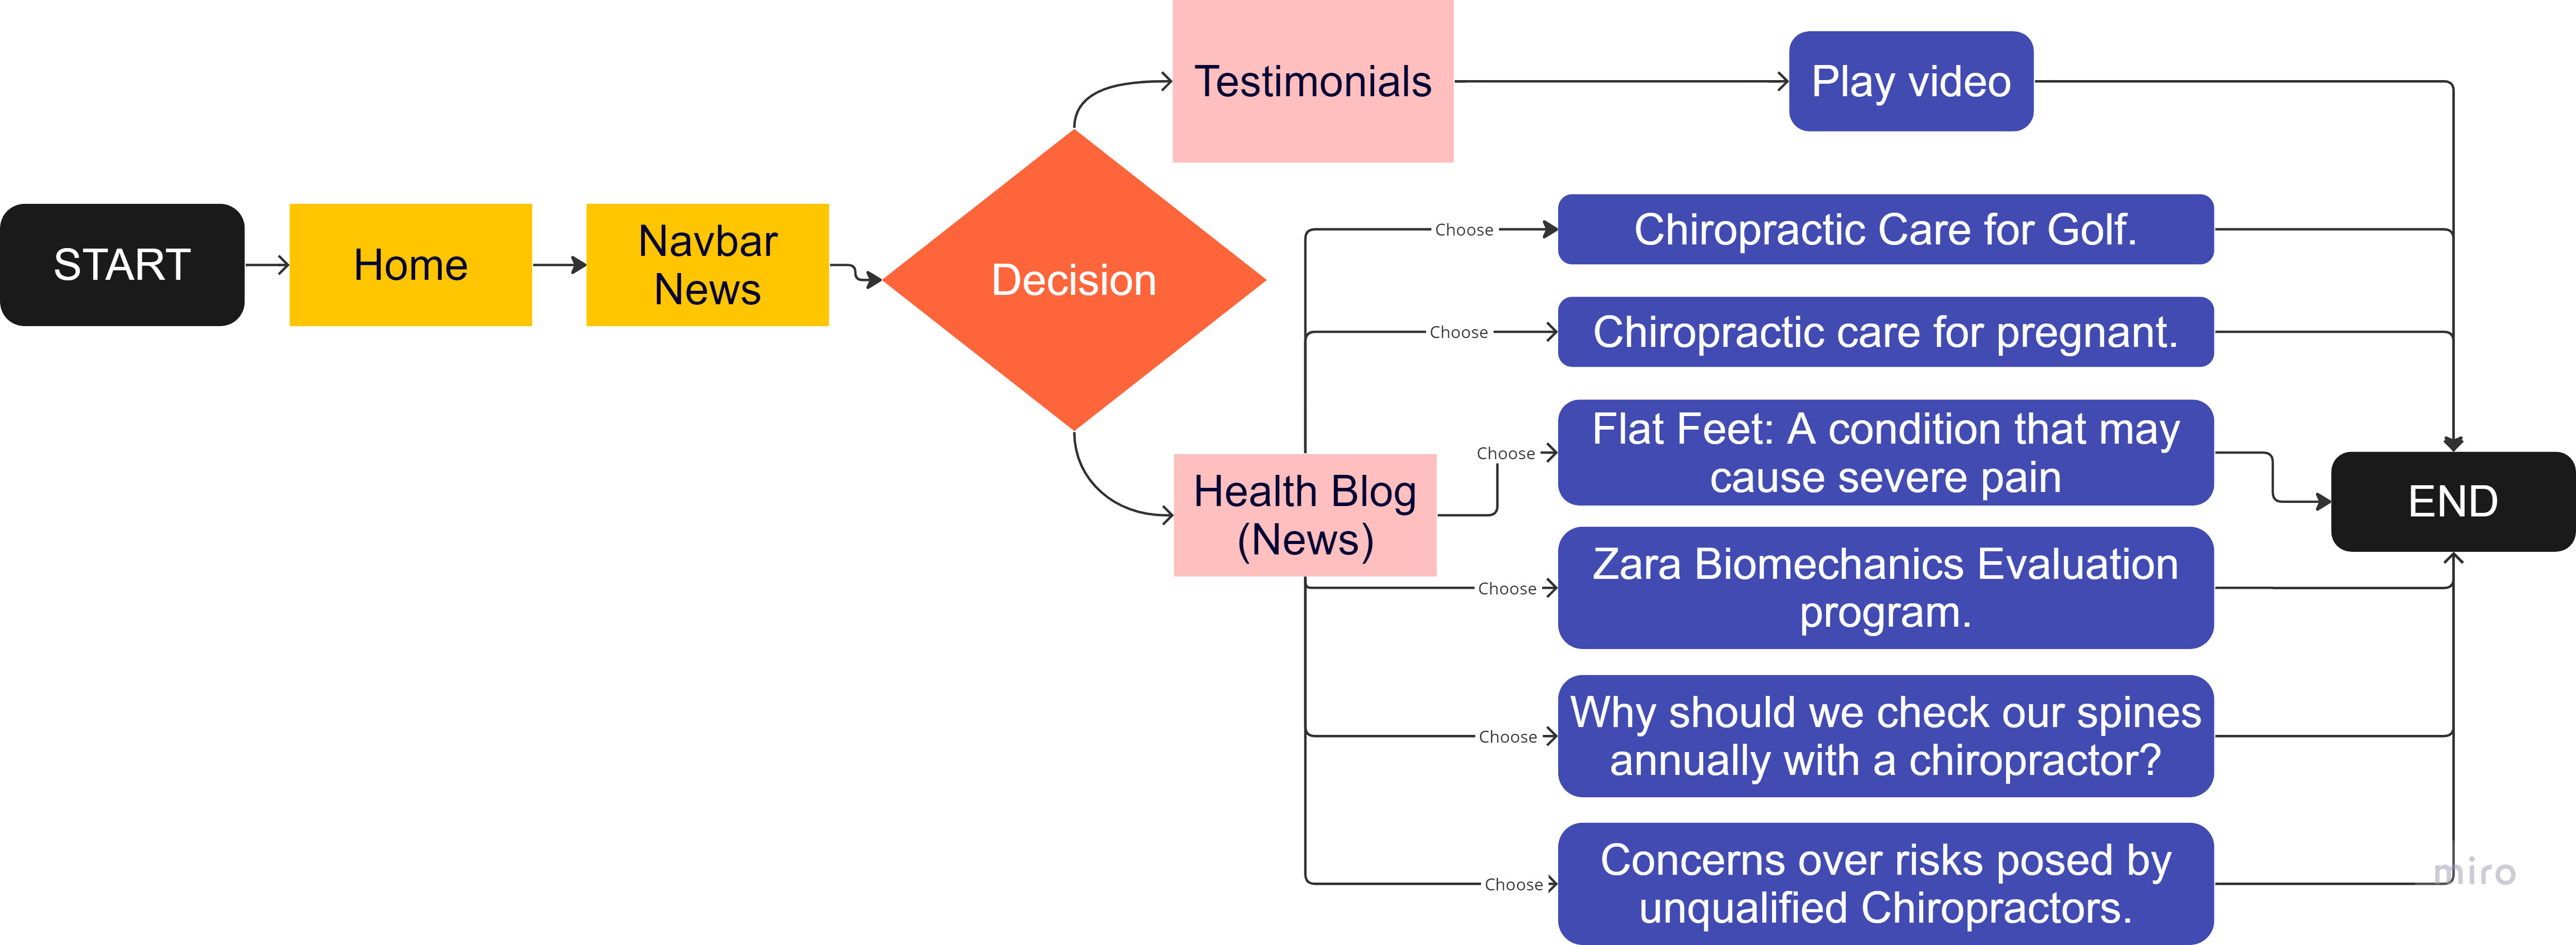 START
Home
Navbar
News
Decision
Testimonials
Play video
Health Blog
(News)
Choose
Chiropractic Care for Golf.
Choose
Chiropractic care for pregnant.
Choose
Flat Feet: A condition that may
cause severe pain
Choose
Zara Biomechanics Evaluation
program.
Choose
Why should we check our spines
annually with a chiropractor?
Choose
Concerns over risks posed by
unqualified Chiropractors.
END
miro